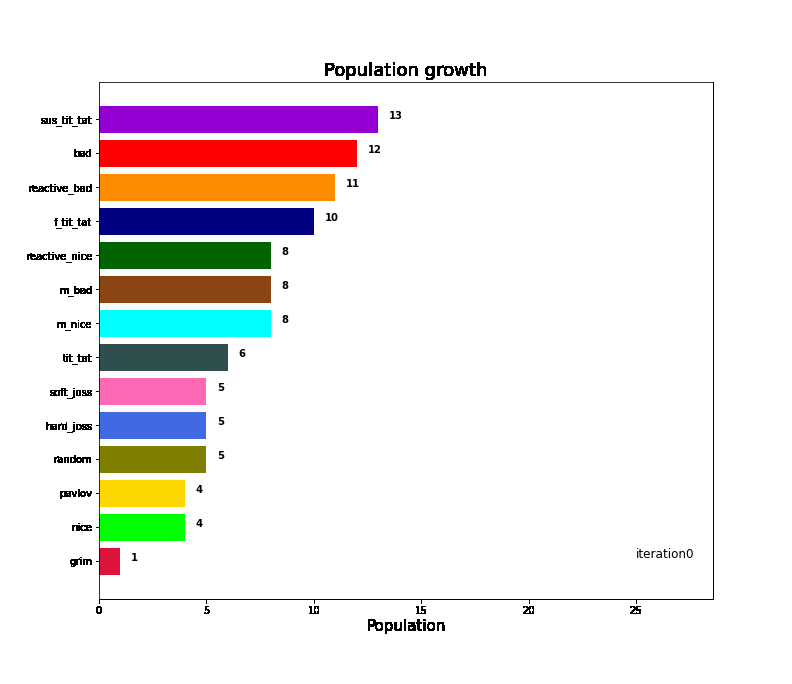 Population growth
sus_tit_tat 13
bad 12
reactive_bad 11
f_tit_tat 10
reactive_nice 8
m_bad 8
m_nice 8
tit_tat 6
soft_joss 5
hard_joss 5
random 5
pavlov 4
nice 4
grim 1
iteration0
0 5 10 15 20 25
Population